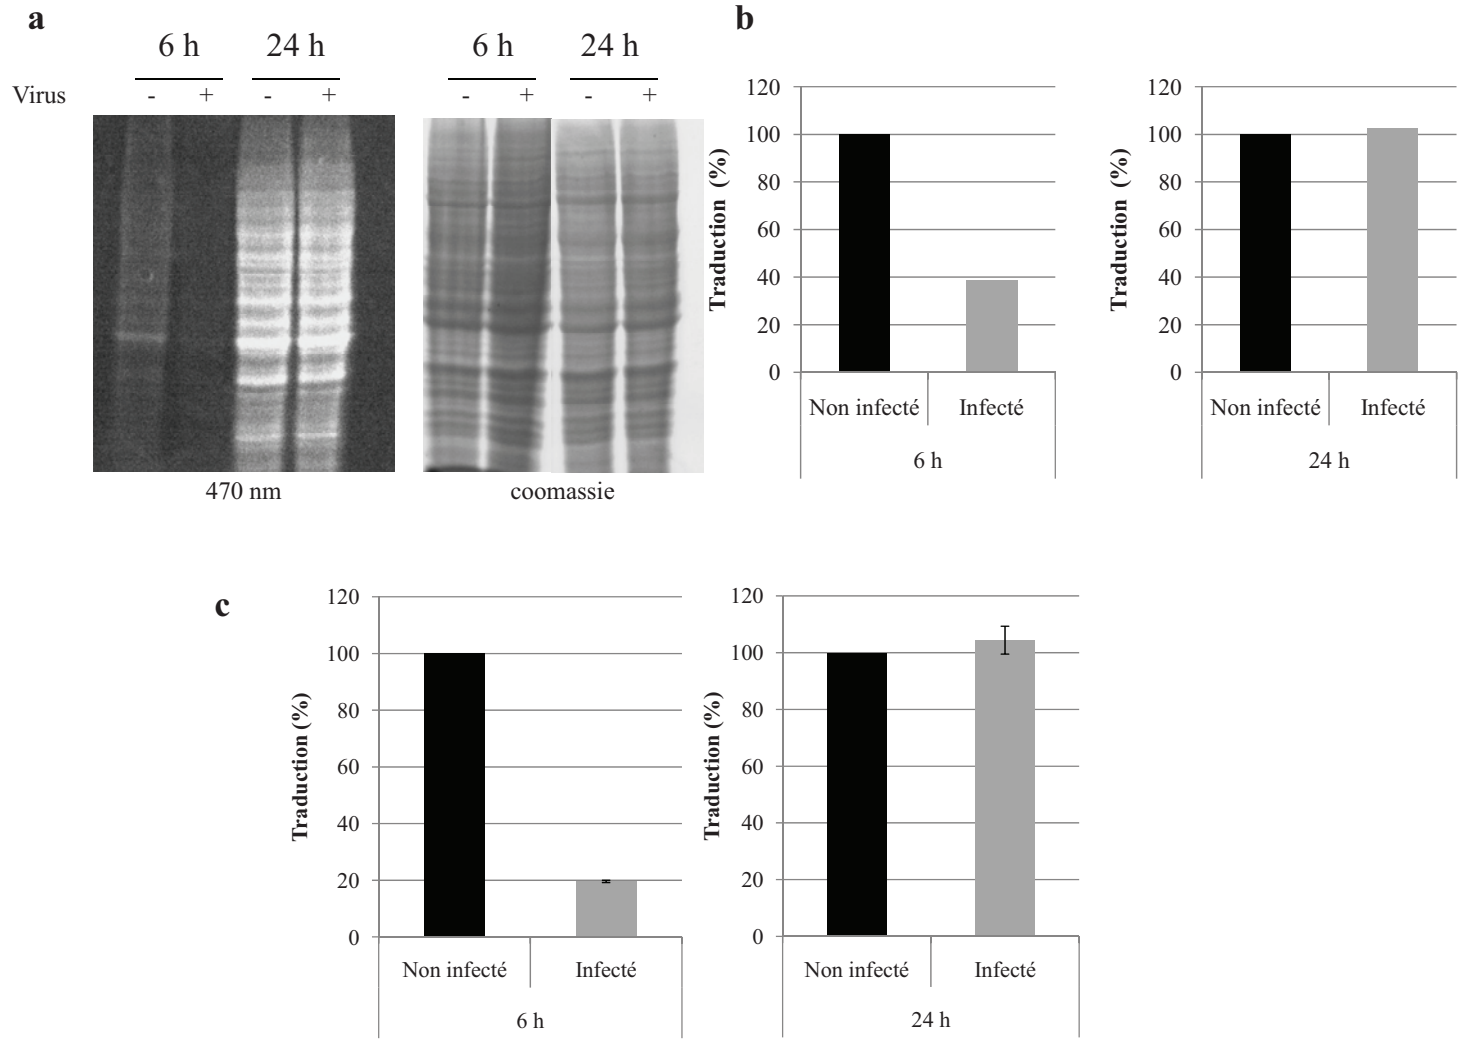 a
6 h 24 h 6 h 24 h
Virus - + - + - + - +
470 nm coomassie
b
120 100 80 60 40 20 0
Traduction (%)
Non infecté Infecté
6 h
120 100 80 60 40 20 0
Traduction (%)
Non infecté Infecté
24 h
c
120 100 80 60 40 20 0
Traduction (%)
Non infecté Infecté
6 h
120 100 80 60 40 20 0
Traduction (%)
Non infecté Infecté
24 h